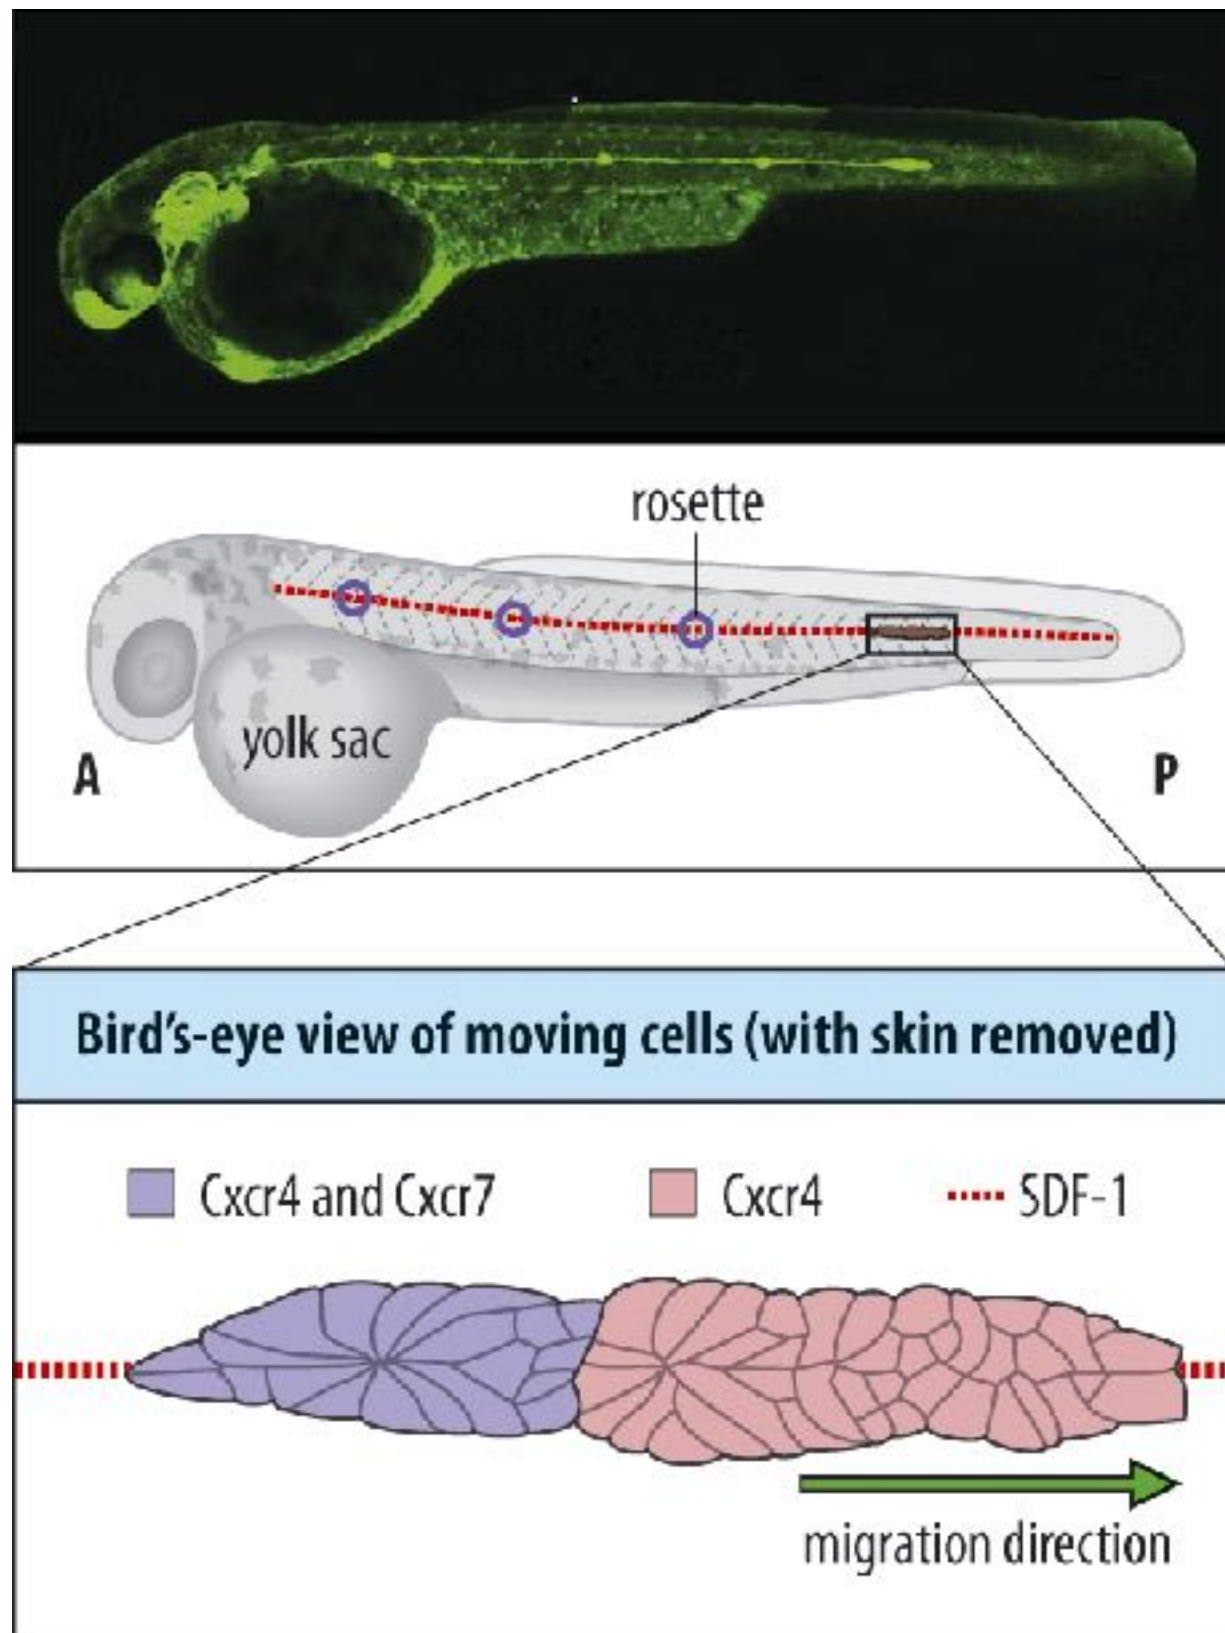 rosette
yolk sac
A
P
Bird's-eye view of moving cells (with skin removed)
Cxcr4 and Cxcr7
Cxcr4
SDF-1
migration direction